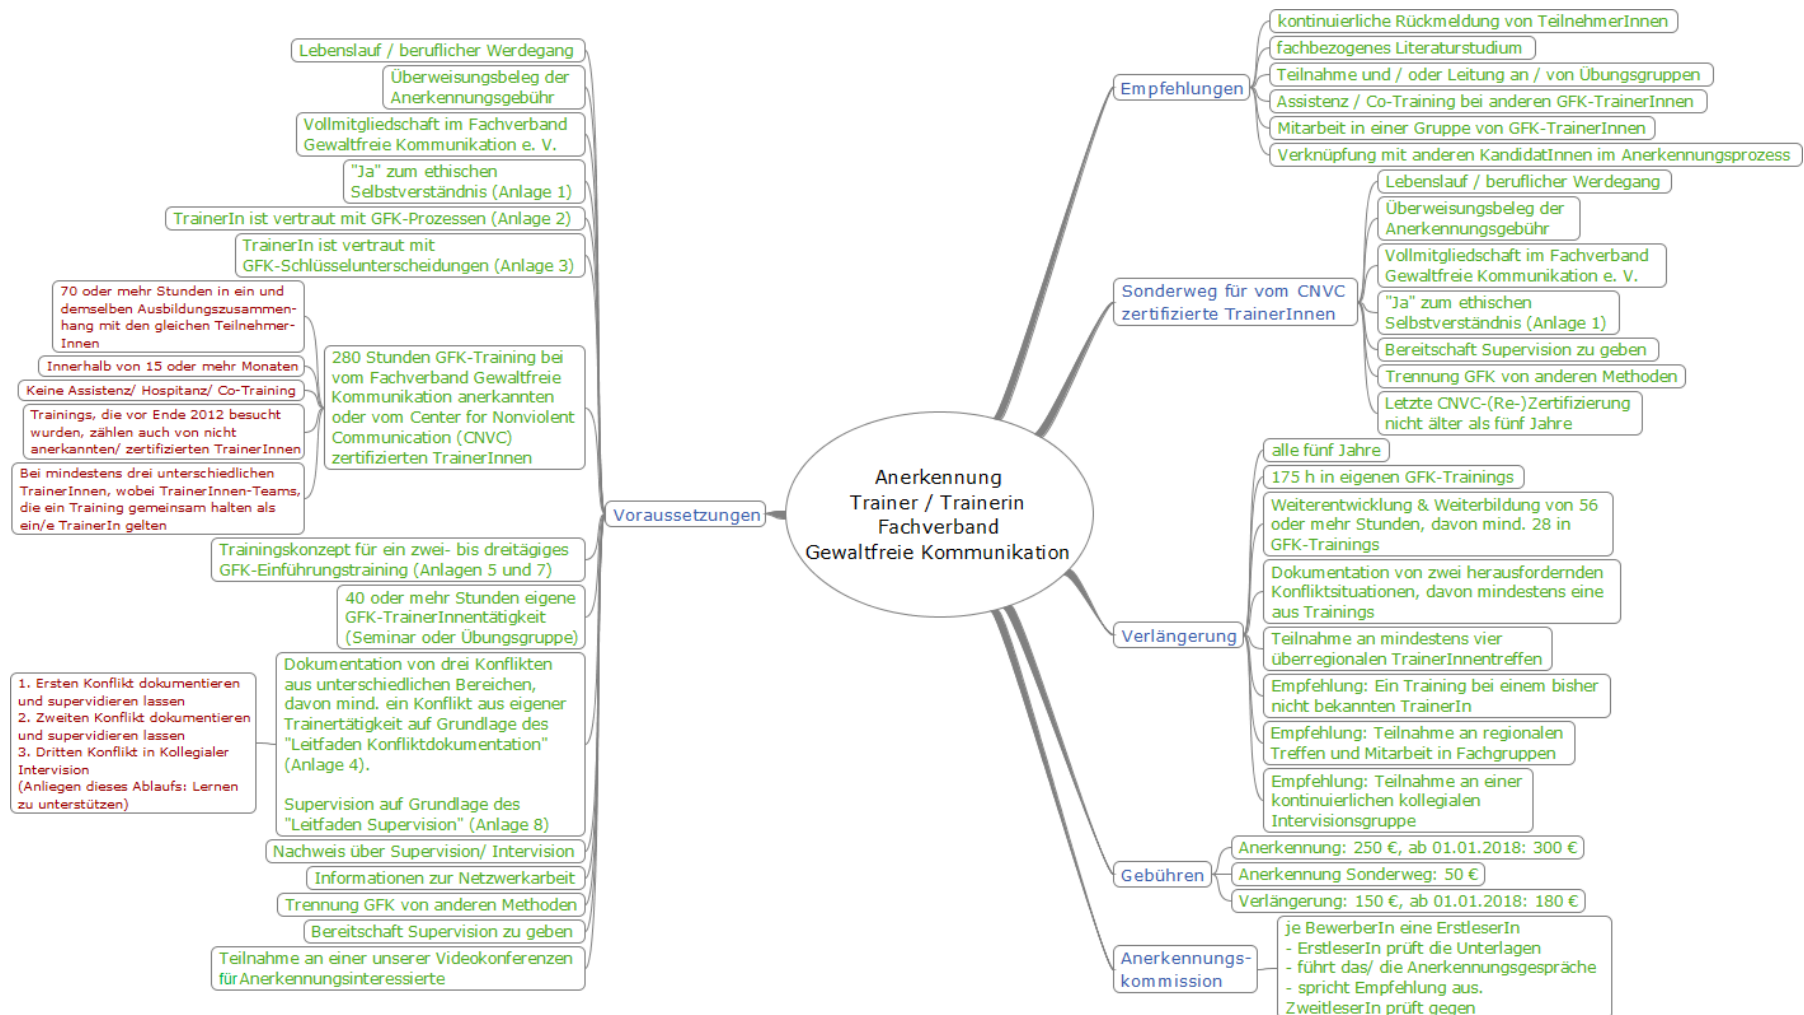 Anerkennung
Trainer / Trainerin
Fachverband
Gewaltfreie Kommunikation
Voraussetzungen
Lebenslauf / beruflicher Werdegang
Überweisungsbeleg der
Anerkennungsgebühr
Vollmitgliedschaft im Fachverband
Gewaltfreie Kommunikation e. V.
"Ja" zum ethischen
Selbstverständnis (Anlage 1)
TrainerIn ist vertraut mit GFK-Prozessen (Anlage 2)
TrainerIn ist vertraut mit
GFK-Schlüsselunterscheidungen (Anlage 3)
280 Stunden GFK-Training bei
vom Fachverband Gewaltfreie
Kommunikation anerkannten
oder vom Center for Nonviolent
Communication (CNVC)
zertifizierten TrainerInnen
70 oder mehr Stunden in ein und
demselben Ausbildungszusammen-
hang mit den gleichen Teilnehmer-
Innen
Innerhalb von 15 oder mehr Monaten
Keine Assistenz/ Hospitanz/ Co-Training
Trainings, die vor Ende 2012 besucht
wurden, zählen auch von nicht
anerkannten/ zertifizierten TrainerInnen
Bei mindestens drei unterschiedlichen
TrainerInnen, wobei TrainerInnen-Teams,
die ein Training gemeinsam halten als
ein/e TrainerIn gelten
Trainingskonzept für ein zwei- bis dreitägiges
GFK-Einführungstraining (Anlagen 5 und 7)
40 oder mehr Stunden eigene
GFK-TrainerInnentätigkeit
(Seminar oder Übungsgruppe)
Dokumentation von drei Konflikten
aus unterschiedlichen Bereichen,
davon mind. ein Konflikt aus eigener
Trainertätigkeit auf Grundlage des
"Leitfaden Konfliktdokumentation"
(Anlage 4).
Supervision auf Grundlage des
"Leitfaden Supervision" (Anlage 8)
1. Ersten Konflikt dokumentieren
und supervidieren lassen
2. Zweiten Konflikt dokumentieren
und supervidieren lassen
3. Dritten Konflikt in Kollegialer
Intervision
(Anliegen dieses Ablaufs: Lernen
zu unterstützen)
Nachweis über Supervision/ Intervision
Informationen zur Netzwerkarbeit
Trennung GFK von anderen Methoden
Bereitschaft Supervision zu geben
Teilnahme an einer unserer Videokonferenzen
für Anerkennungsinteressierte
Empfehlungen
kontinuierliche Rückmeldung von TeilnehmerInnen
fachbezogenes Literaturstudium
Teilnahme und / oder Leitung an / von Übungsgruppen
Assistenz / Co-Training bei anderen GFK-TrainerInnen
Mitarbeit in einer Gruppe von GFK-TrainerInnen
Verknüpfung mit anderen KandidatInnen im Anerkennungsprozess
Sonderweg für vom CNVC
zertifizierte TrainerInnen
Lebenslauf / beruflicher Werdegang
Überweisungsbeleg der
Anerkennungsgebühr
Vollmitgliedschaft im Fachverband
Gewaltfreie Kommunikation e. V.
"Ja" zum ethischen
Selbstverständnis (Anlage 1)
Bereitschaft Supervision zu geben
Trennung GFK von anderen Methoden
Letzte CNVC-(Re-)Zertifizierung
nicht älter als fünf Jahre
Verlängerung
alle fünf Jahre
175 h in eigenen GFK-Trainings
Weiterentwicklung & Weiterbildung von 56
oder mehr Stunden, davon mind. 28 in
GFK-Trainings
Dokumentation von zwei herausfordernden
Konfliktsituationen, davon mindestens eine
aus Trainings
Teilnahme an mindestens vier
überregionalen TrainerInnentreffen
Empfehlung: Ein Training bei einem bisher
nicht bekannten TrainerIn
Empfehlung: Teilnahme an regionalen
Treffen und Mitarbeit in Fachgruppen
Empfehlung: Teilnahme an einer
kontinuierlichen kollegialen
Intervisionsgruppe
Gebühren
Anerkennung: 250 €, ab 01.01.2018: 300 €
Anerkennung Sonderweg: 50 €
Verlängerung: 150 €, ab 01.01.2018: 180 €
Anerkennungs-
kommission
je BewerberIn eine ErstleserIn
- ErstleserIn prüft die Unterlagen
- führt das/ die Anerkennungsgespräche
- spricht Empfehlung aus.
ZweitleserIn prüft gegen